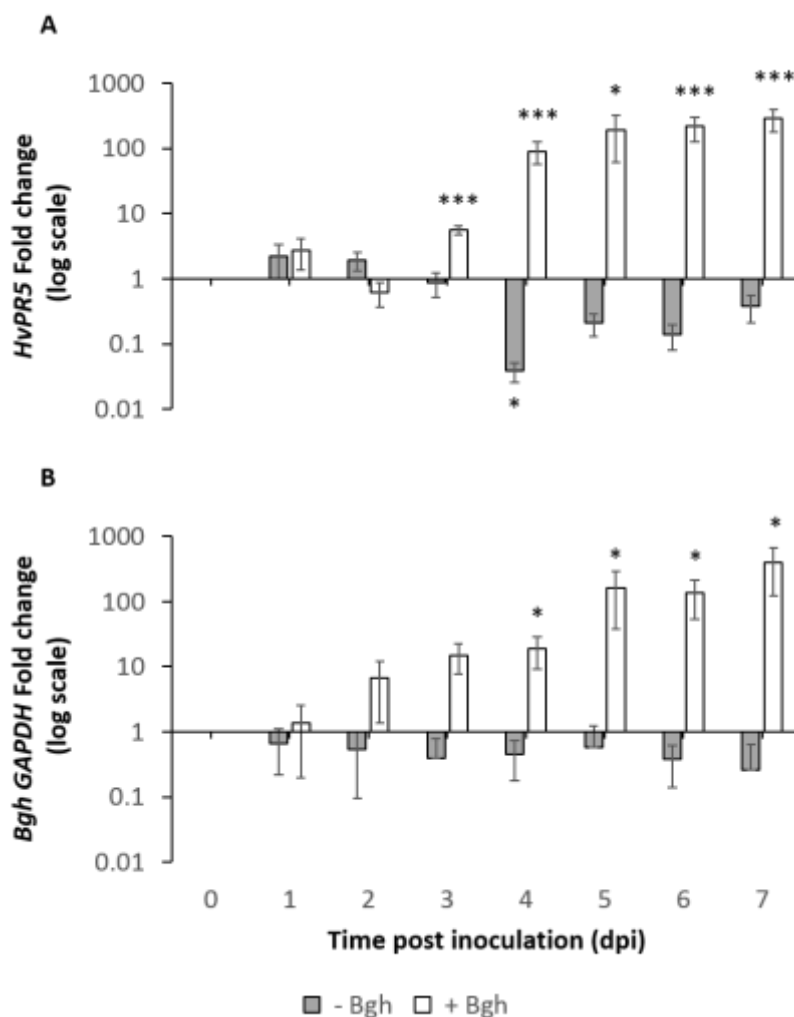 A
HvPR5 Fold change
(log scale)
1000
100
10
1
0.1
0.01
***
***
*
***
***
*
B
Bgh GAPDH Fold change
(log scale)
1000
100
10
1
0.1
0.01
*
*
*
*
0 1 2 3 4 5 6 7
Time post inoculation (dpi)
- Bgh + Bgh